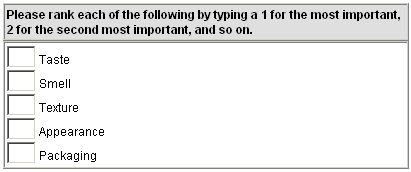 Please rank each of the following by typing a 1 for the most important,
2 for the second most important, and so on.
Taste
Smell
Texture
Appearance
Packaging